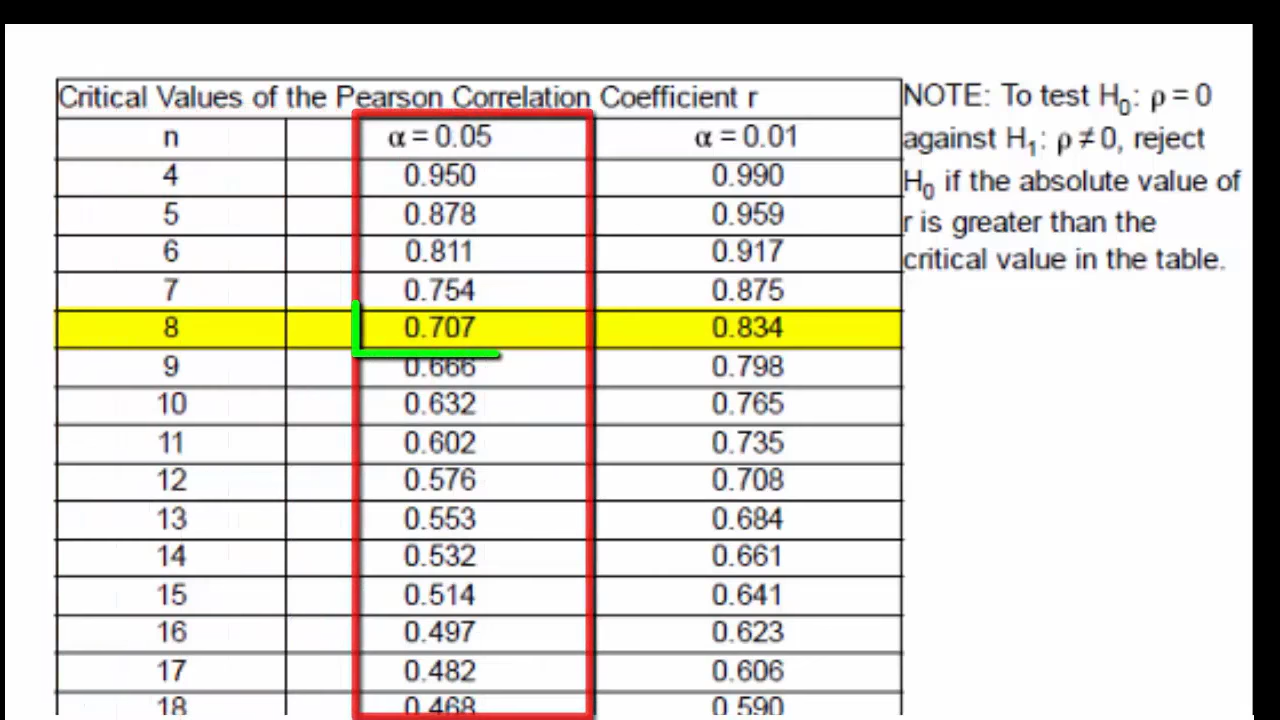 Critical Values of the Pearson Correlation Coefficient r
n α = 0.05 α = 0.01
4 0.950 0.990
5 0.878 0.959
6 0.811 0.917
7 0.754 0.875
8 0.707 0.834
9 0.666 0.798
10 0.632 0.765
11 0.602 0.735
12 0.576 0.708
13 0.553 0.684
14 0.532 0.661
15 0.514 0.641
16 0.497 0.623
17 0.482 0.606
18 0.468 0.590
NOTE: To test H₀: ρ = 0
against H₁: ρ ≠ 0, reject
H₀ if the absolute value of
r is greater than the
critical value in the table.